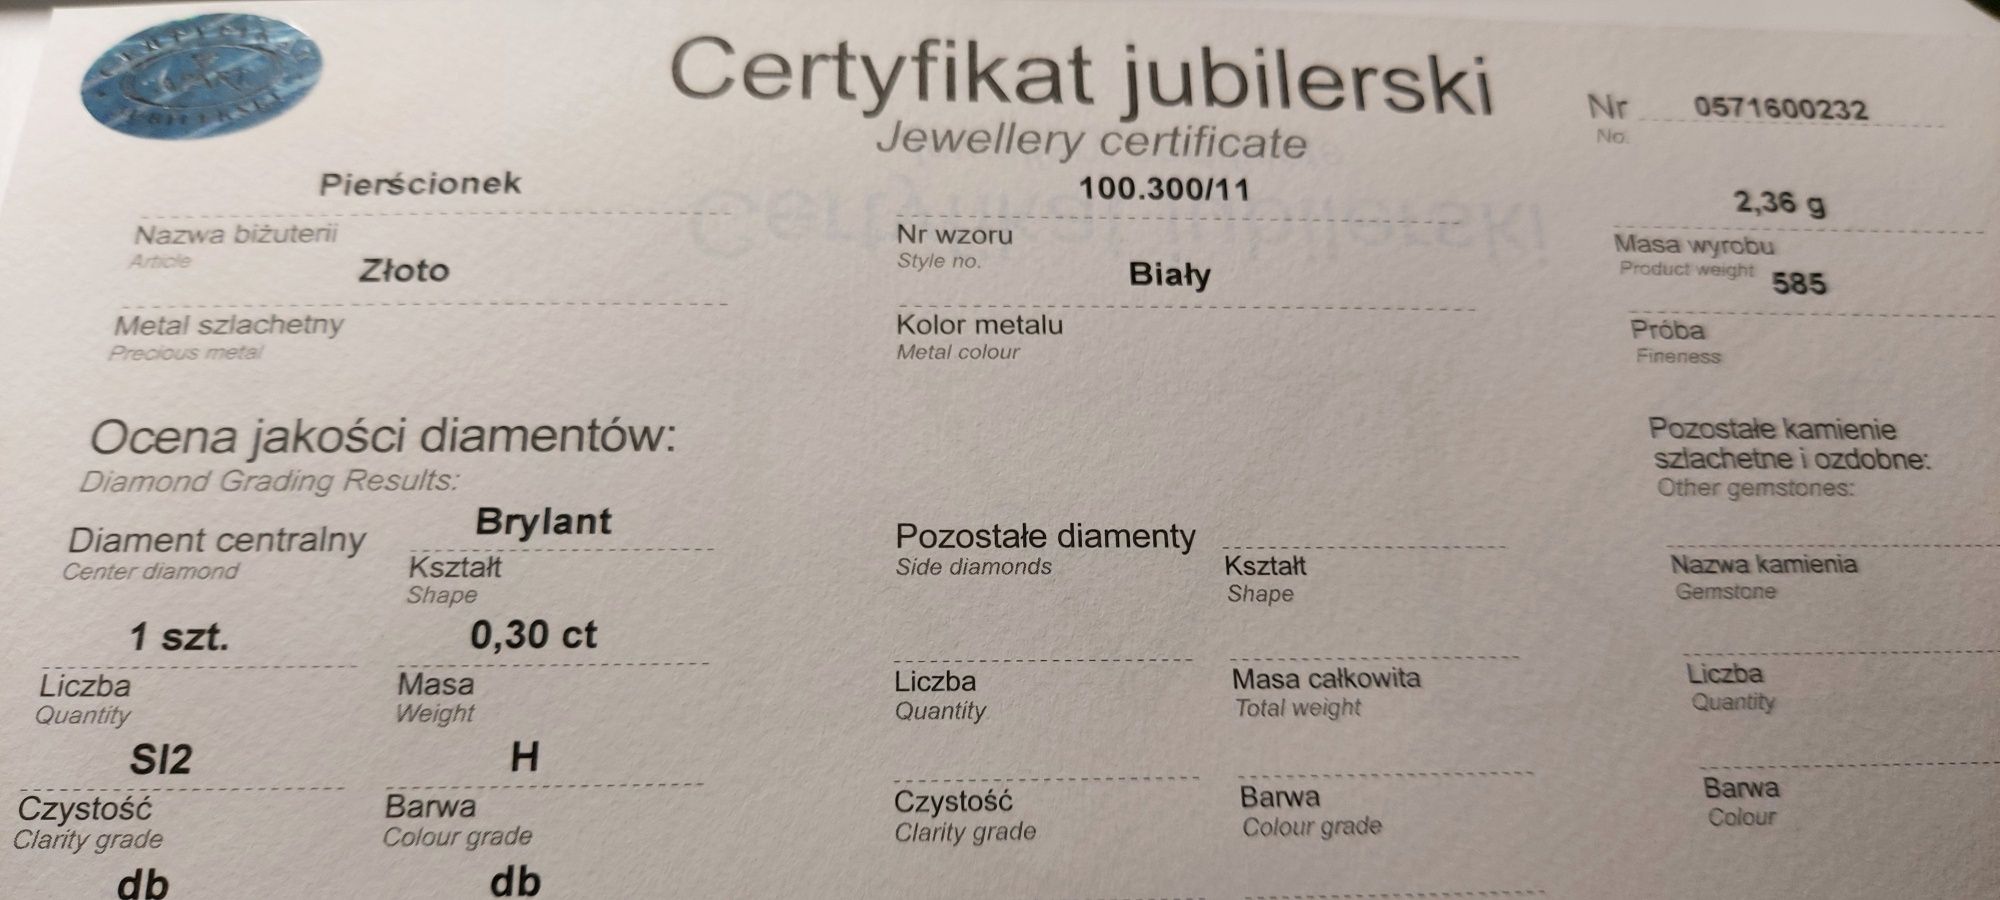 Certyfikat jubilerski
Jewellery certificate
Nr 0571600232
No.
Pierścionek
Nazwa biżuterii
Article
100.300/11
Nr wzoru
Style no.
2,36 g
Masa wyrobu
Product weight
Złoto
Metal szlachetny
Precious metal
Biały
Kolor metalu
Metal colour
585
Próba
Fineness
Ocena jakości diamentów:
Diamond Grading Results:
Diament centralny
Center diamond
Brylant
Kształt
Shape
1 szt.
Liczba
Quantity
0,30 ct
Masa
Weight
SI2
Czystość
Clarity grade
H
Barwa
Colour grade
db
db
Pozostałe diamenty
Side diamonds
Kształt
Shape
Liczba
Quantity
Masa całkowita
Total weight
Czystość
Clarity grade
Barwa
Colour grade
Pozostałe kamienie
szlachetne i ozdobne:
Other gemstones:
Nazwa kamienia
Gemstone
Liczba
Quantity
Barwa
Colour